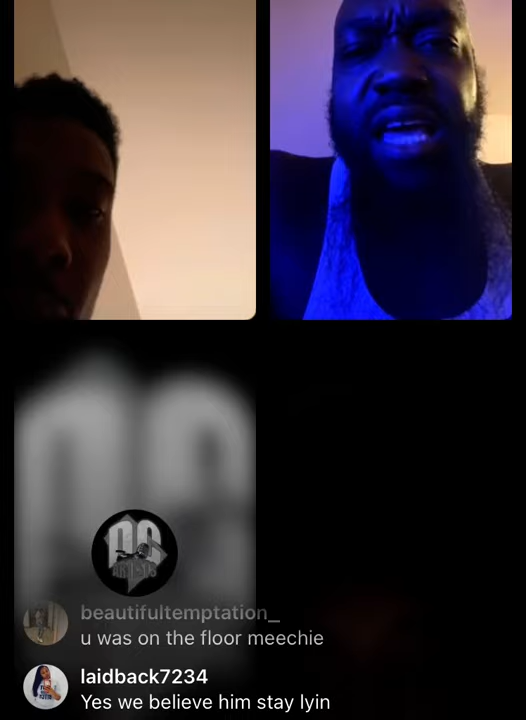 beautifultemptation_
u was on the floor meechie
laidback7234
Yes we believe him stay lyin